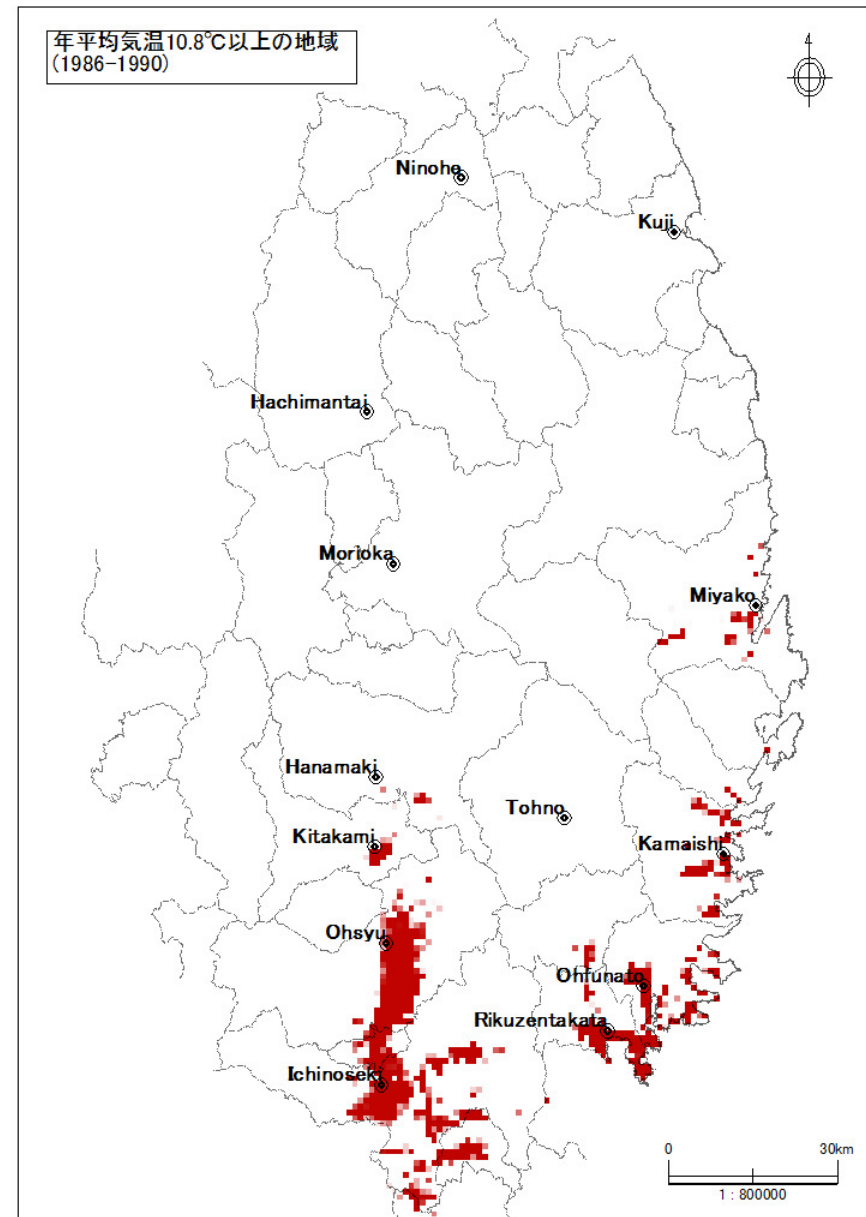 年平均気温10.8℃以上の地域
(1986-1990)
4
Ninohe
Kuji
Hachimantai
Morioka
Miyako
Hanamaki
Tohno
Kitakami
Kamaishi
Ohsyu
Ohfunato
Rikuzentakata
Ichinoseki
0 30km
1 : 800000